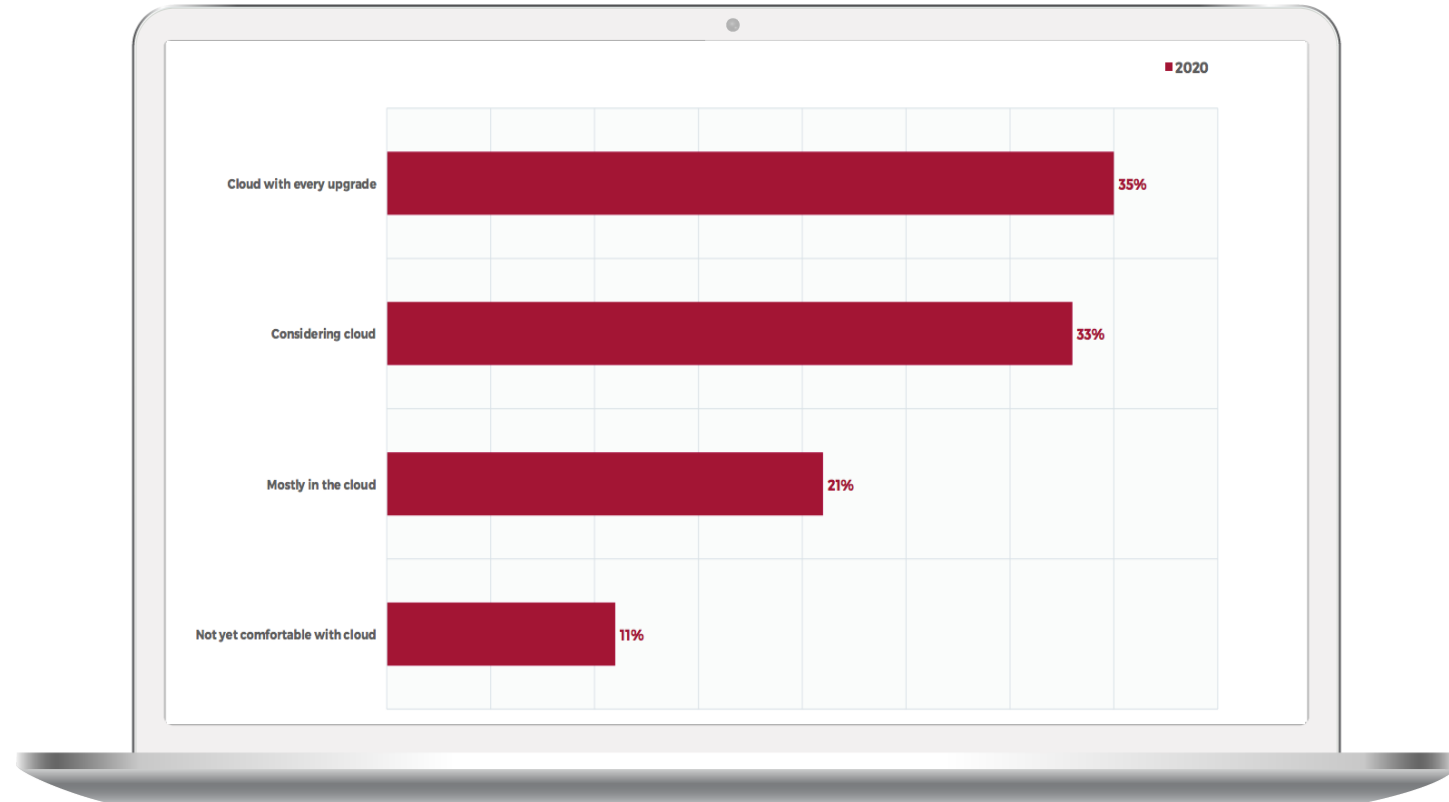 2020
Cloud with every upgrade
35%
Considering cloud
33%
Mostly in the cloud
21%
Not yet comfortable with cloud
11%